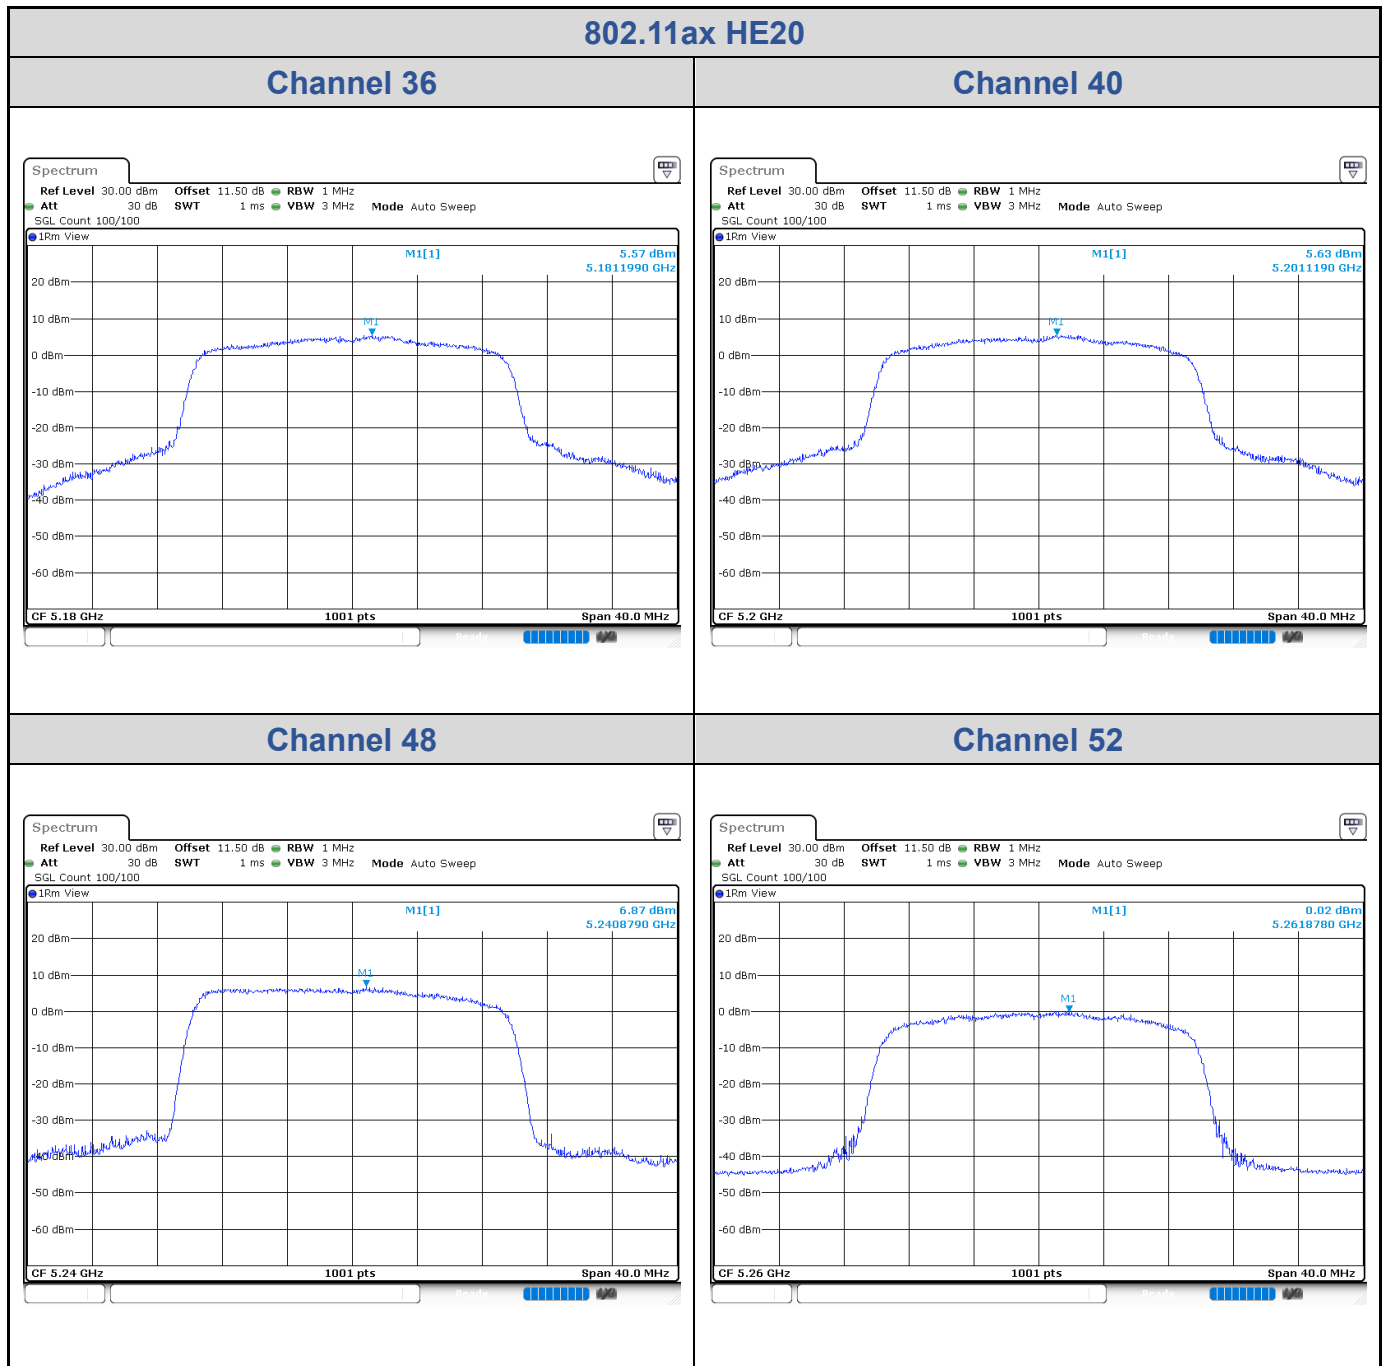 802.11ax HE20
Channel 36
Channel 40
Spectrum
Ref Level 30.00 dBm Offset 11.50 dB RBW 1 MHz
Att 30 dB SWT 1 ms VBW 3 MHz Mode Auto Sweep
SGL Count 100/100
1Rm View
M1[1] 5.57 dBm
5.1811990 GHz
20 dBm
M1
10 dBm
0 dBm
-10 dBm
-20 dBm
-30 dBm
-40 dBm
-50 dBm
-60 dBm
CF 5.18 GHz 1001 pts Span 40.0 MHz
Ready
Spectrum
Ref Level 30.00 dBm Offset 11.50 dB RBW 1 MHz
Att 30 dB SWT 1 ms VBW 3 MHz Mode Auto Sweep
SGL Count 100/100
1Rm View
M1[1] 5.63 dBm
5.2011190 GHz
20 dBm
M1
10 dBm
0 dBm
-10 dBm
-20 dBm
-30 dBm
-40 dBm
-50 dBm
-60 dBm
CF 5.2 GHz 1001 pts Span 40.0 MHz
Ready
Channel 48
Channel 52
Spectrum
Ref Level 30.00 dBm Offset 11.50 dB RBW 1 MHz
Att 30 dB SWT 1 ms VBW 3 MHz Mode Auto Sweep
SGL Count 100/100
1Rm View
M1[1] 6.87 dBm
5.2408790 GHz
20 dBm
M1
10 dBm
0 dBm
-10 dBm
-20 dBm
-30 dBm
-40 dBm
-50 dBm
-60 dBm
CF 5.24 GHz 1001 pts Span 40.0 MHz
Ready
Spectrum
Ref Level 30.00 dBm Offset 11.50 dB RBW 1 MHz
Att 30 dB SWT 1 ms VBW 3 MHz Mode Auto Sweep
SGL Count 100/100
1Rm View
M1[1] 0.02 dBm
5.2618780 GHz
20 dBm
10 dBm
M1
0 dBm
-10 dBm
-20 dBm
-30 dBm
-40 dBm
-50 dBm
-60 dBm
CF 5.26 GHz 1001 pts Span 40.0 MHz
Ready